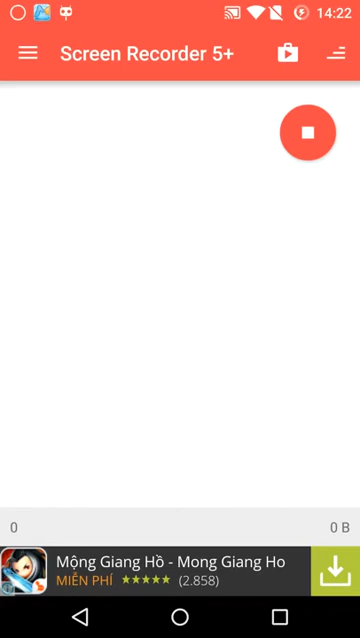 14:22
Screen Recorder 5+
0
0 B
Mộng Giang Hồ - Mong Giang Ho
MIỄN PHÍ
(2.858)